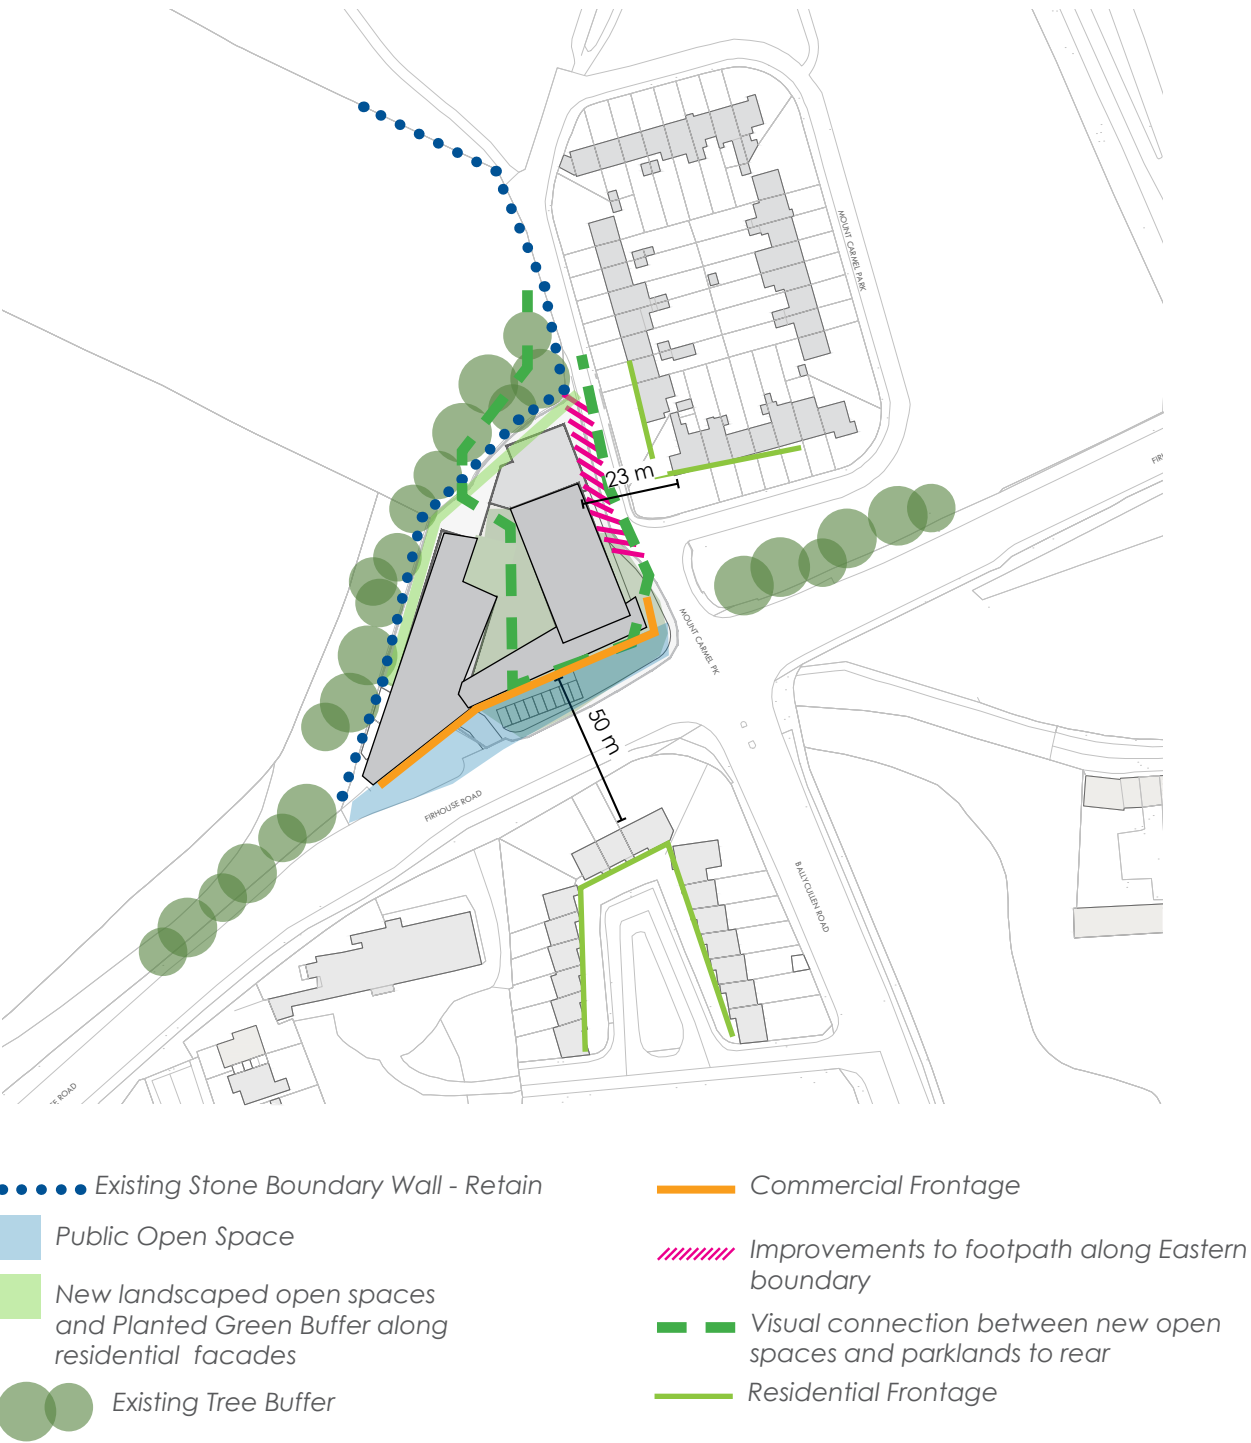 MOUNT CARMEL PARK
FIRH
23 m
MOUNT CARMEL PK
50 m
FIRHOUSE ROAD
BALLYCULLEN ROAD
E ROAD
Existing Stone Boundary Wall - Retain
Public Open Space
New landscaped open spaces
and Planted Green Buffer along
residential facades
Existing Tree Buffer
Commercial Frontage
Improvements to footpath along Eastern
boundary
Visual connection between new open
spaces and parklands to rear
Residential Frontage